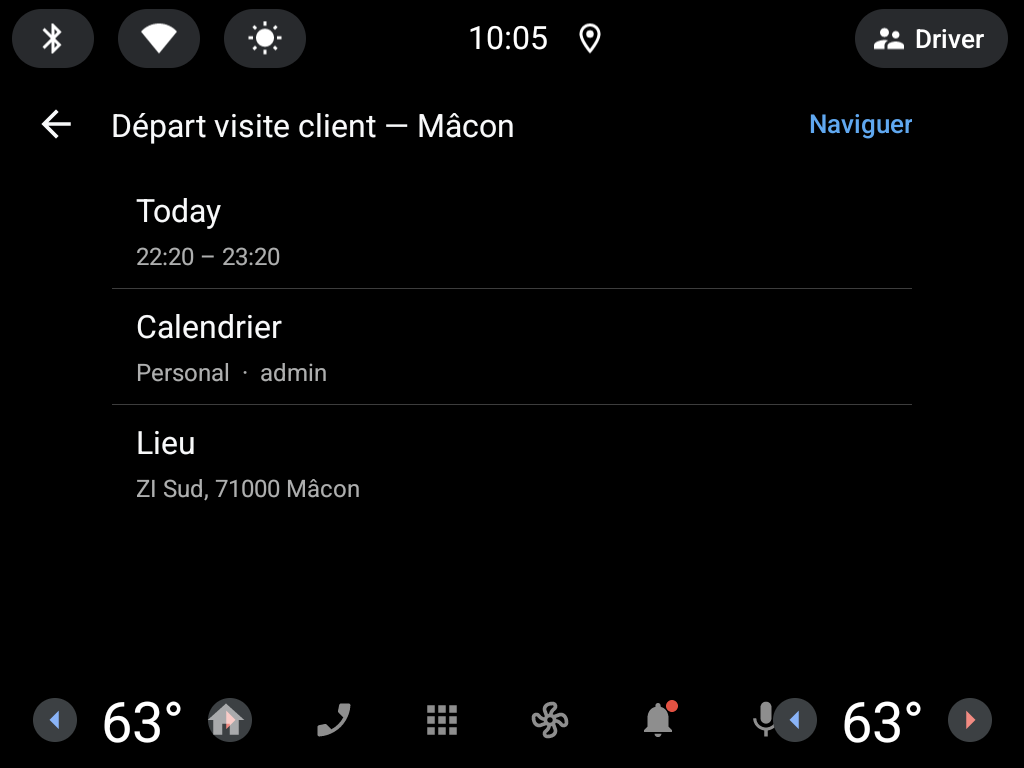 10:05
Driver
Départ visite client — Mâcon
Naviguer
Today
22:20 – 23:20
Calendrier
Personal · admin
Lieu
ZI Sud, 71000 Mâcon
63°
63°